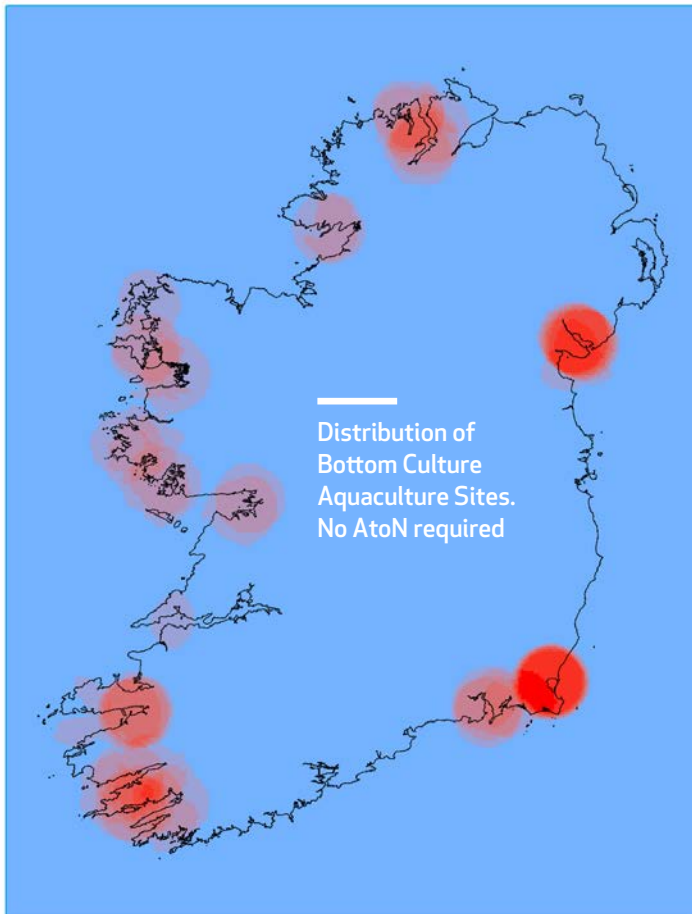 Distribution of
Bottom Culture
Aquaculture Sites.
No AtoN required